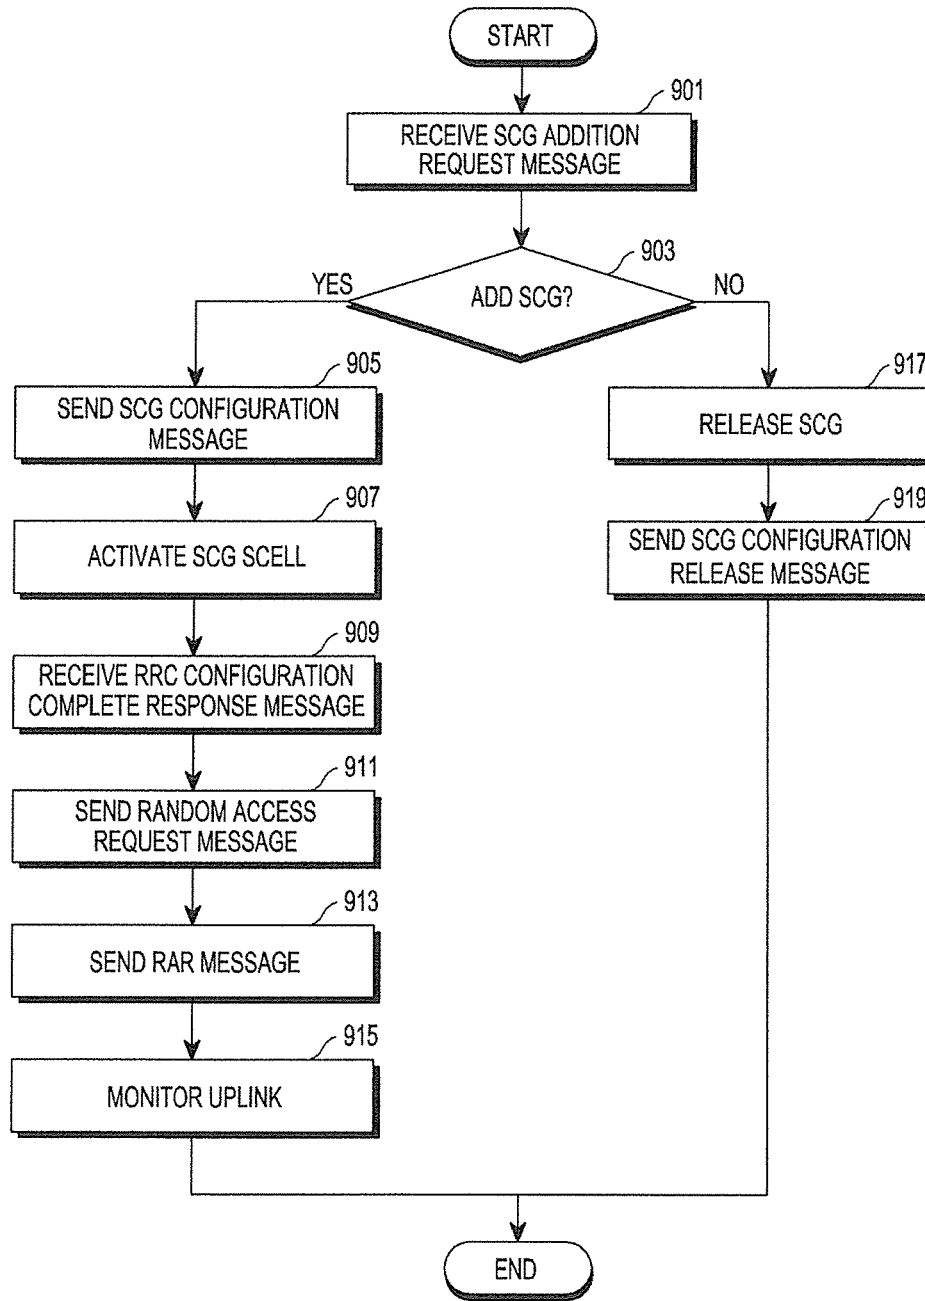 START
901
RECEIVE SCG ADDITION
REQUEST MESSAGE
903
ADD SCG?
YES
NO
905
SEND SCG CONFIGURATION
MESSAGE
907
ACTIVATE SCG SCELL
909
RECEIVE RRC CONFIGURATION
COMPLETE RESPONSE MESSAGE
911
SEND RANDOM ACCESS
REQUEST MESSAGE
913
SEND RAR MESSAGE
915
MONITOR UPLINK
917
RELEASE SCG
919
SEND SCG CONFIGURATION
RELEASE MESSAGE
END